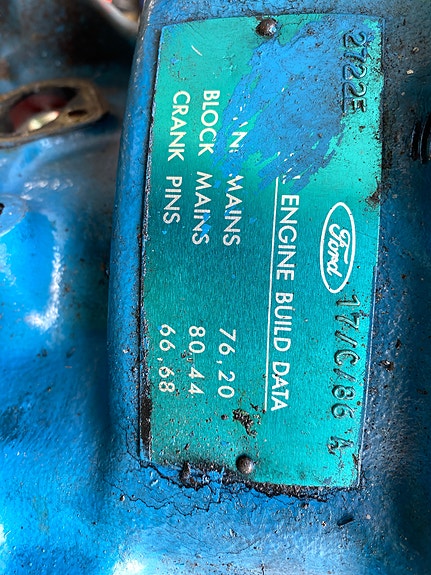 2722E Ford 17/C/86 A
ENGINE BUILD DATA
MAINS 76,20
BLOCK MAINS 80,44
CRANK PINS 66,68